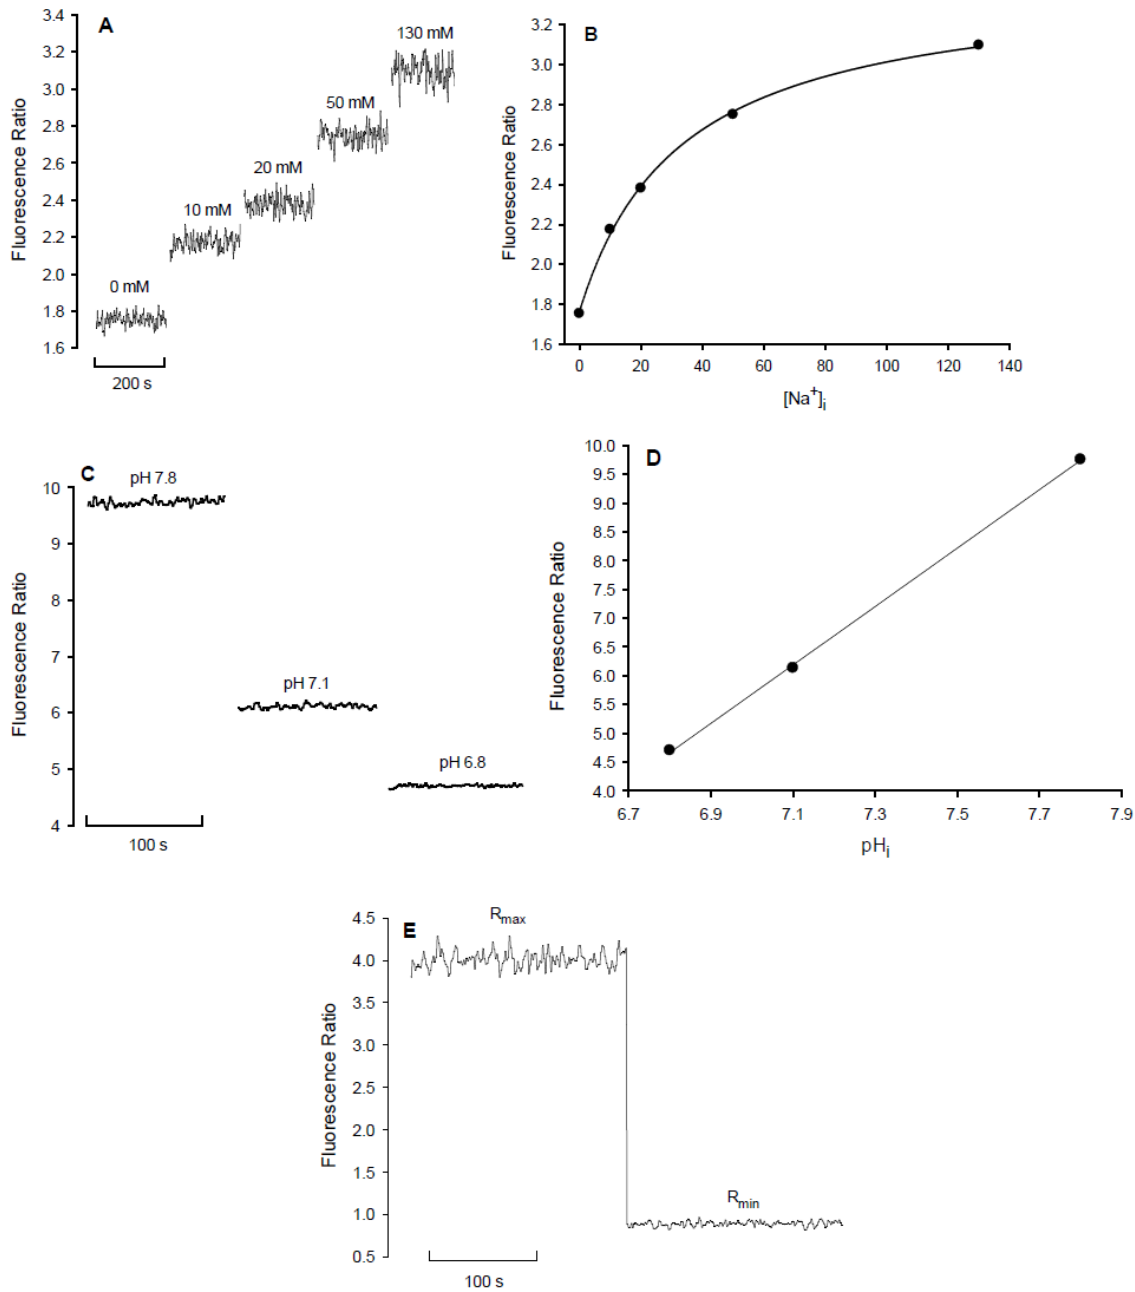 A
Fluorescence Ratio
3.4
3.2
3.0
2.8
2.6
2.4
2.2
2.0
1.8
1.6
0 mM
10 mM
20 mM
50 mM
130 mM
200 s
B
Fluorescence Ratio
3.2
3.0
2.8
2.6
2.4
2.2
2.0
1.8
1.6
0 20 40 60 80 100 120 140
[Na+]i
C
Fluorescence Ratio
10
9
8
7
6
5
4
pH 7.8
pH 7.1
pH 6.8
100 s
D
Fluorescence Ratio
10.0
9.5
9.0
8.5
8.0
7.5
7.0
6.5
6.0
5.5
5.0
4.5
4.0
6.7 6.9 7.1 7.3 7.5 7.7 7.9
pHi
E
Fluorescence Ratio
4.5
4.0
3.5
3.0
2.5
2.0
1.5
1.0
0.5
Rmax
Rmin
100 s